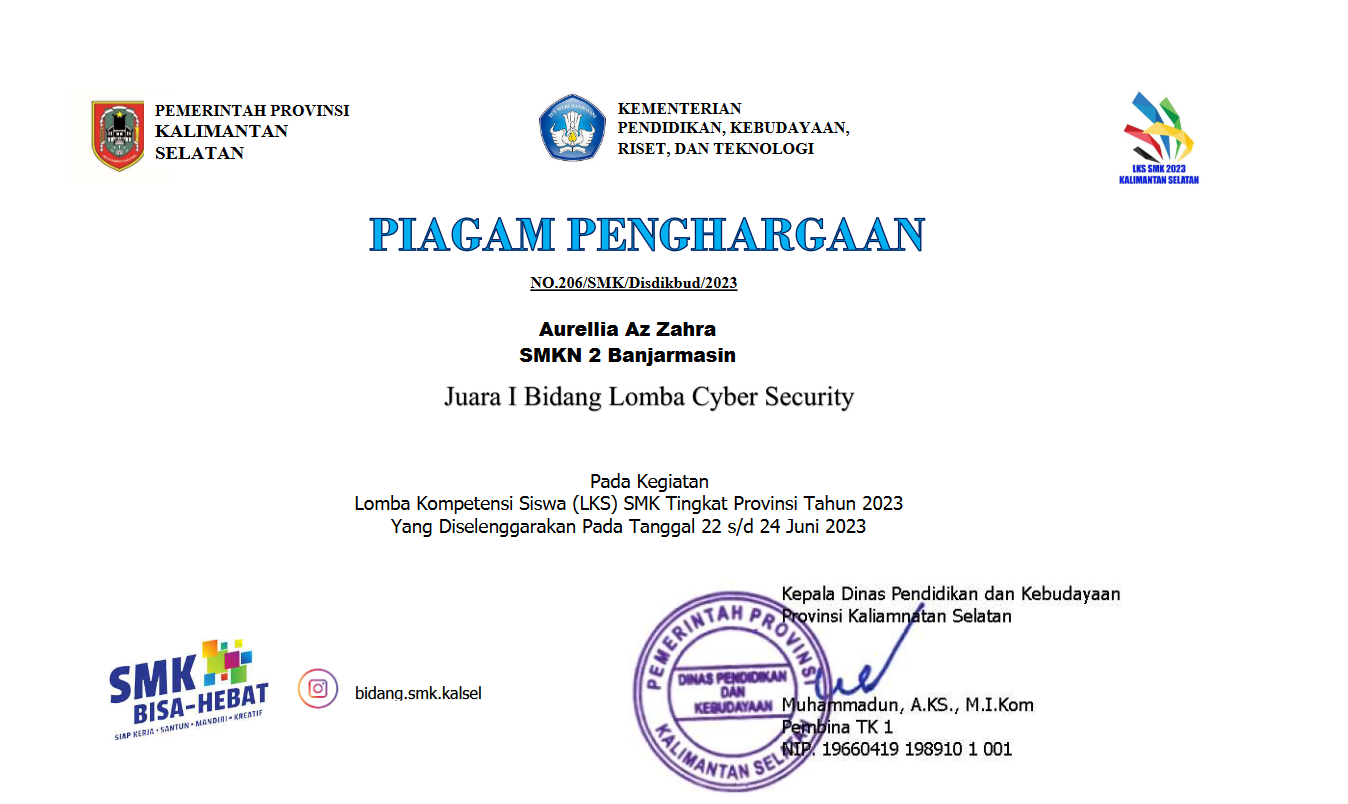 PEMERINTAH PROVINSI
KALIMANTAN
SELATAN
KEMENTERIAN
PENDIDIKAN, KEBUDAYAAN,
RISET, DAN TEKNOLOGI
LKS SMK 2023
KALIMANTAN SELATAN
PIAGAM PENGHARGAAN
NO.206/SMK/Disdikbud/2023
Aurellia Az Zahra
SMKN 2 Banjarmasin
Juara I Bidang Lomba Cyber Security
Pada Kegiatan
Lomba Kompetensi Siswa (LKS) SMK Tingkat Provinsi Tahun 2023
Yang Diselenggarakan Pada Tanggal 22 s/d 24 Juni 2023
Kepala Dinas Pendidikan dan Kebudayaan
Provinsi Kaliamnatan Selatan
PEMERINTAH PROVINSI
DINAS PENDIDIKAN
DAN
KEBUDAYAAN
KALIMANTAN SELATAN
Muhammadun, A.KS., M.I.Kom
Pembina TK 1
NIP. 19660419 198910 1 001
SMK
BISA-HEBAT
SIAP KERJA • SANTUN • MANDIRI • KREATIF
bidang.smk.kalsel